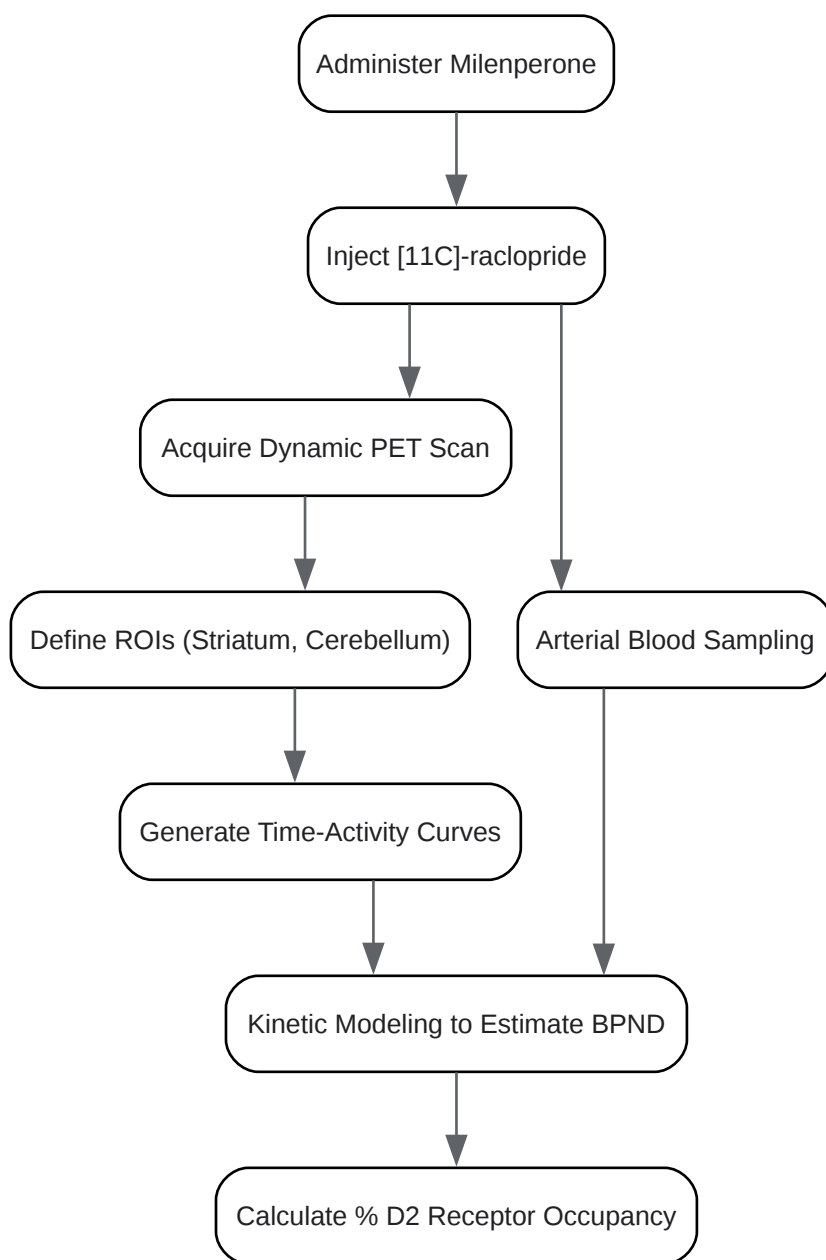 Administer Milenperone
Inject [11C]-raclopride
Acquire Dynamic PET Scan
Define ROIs (Striatum, Cerebellum)
Arterial Blood Sampling
Generate Time-Activity Curves
Kinetic Modeling to Estimate BPND
Calculate % D2 Receptor Occupancy